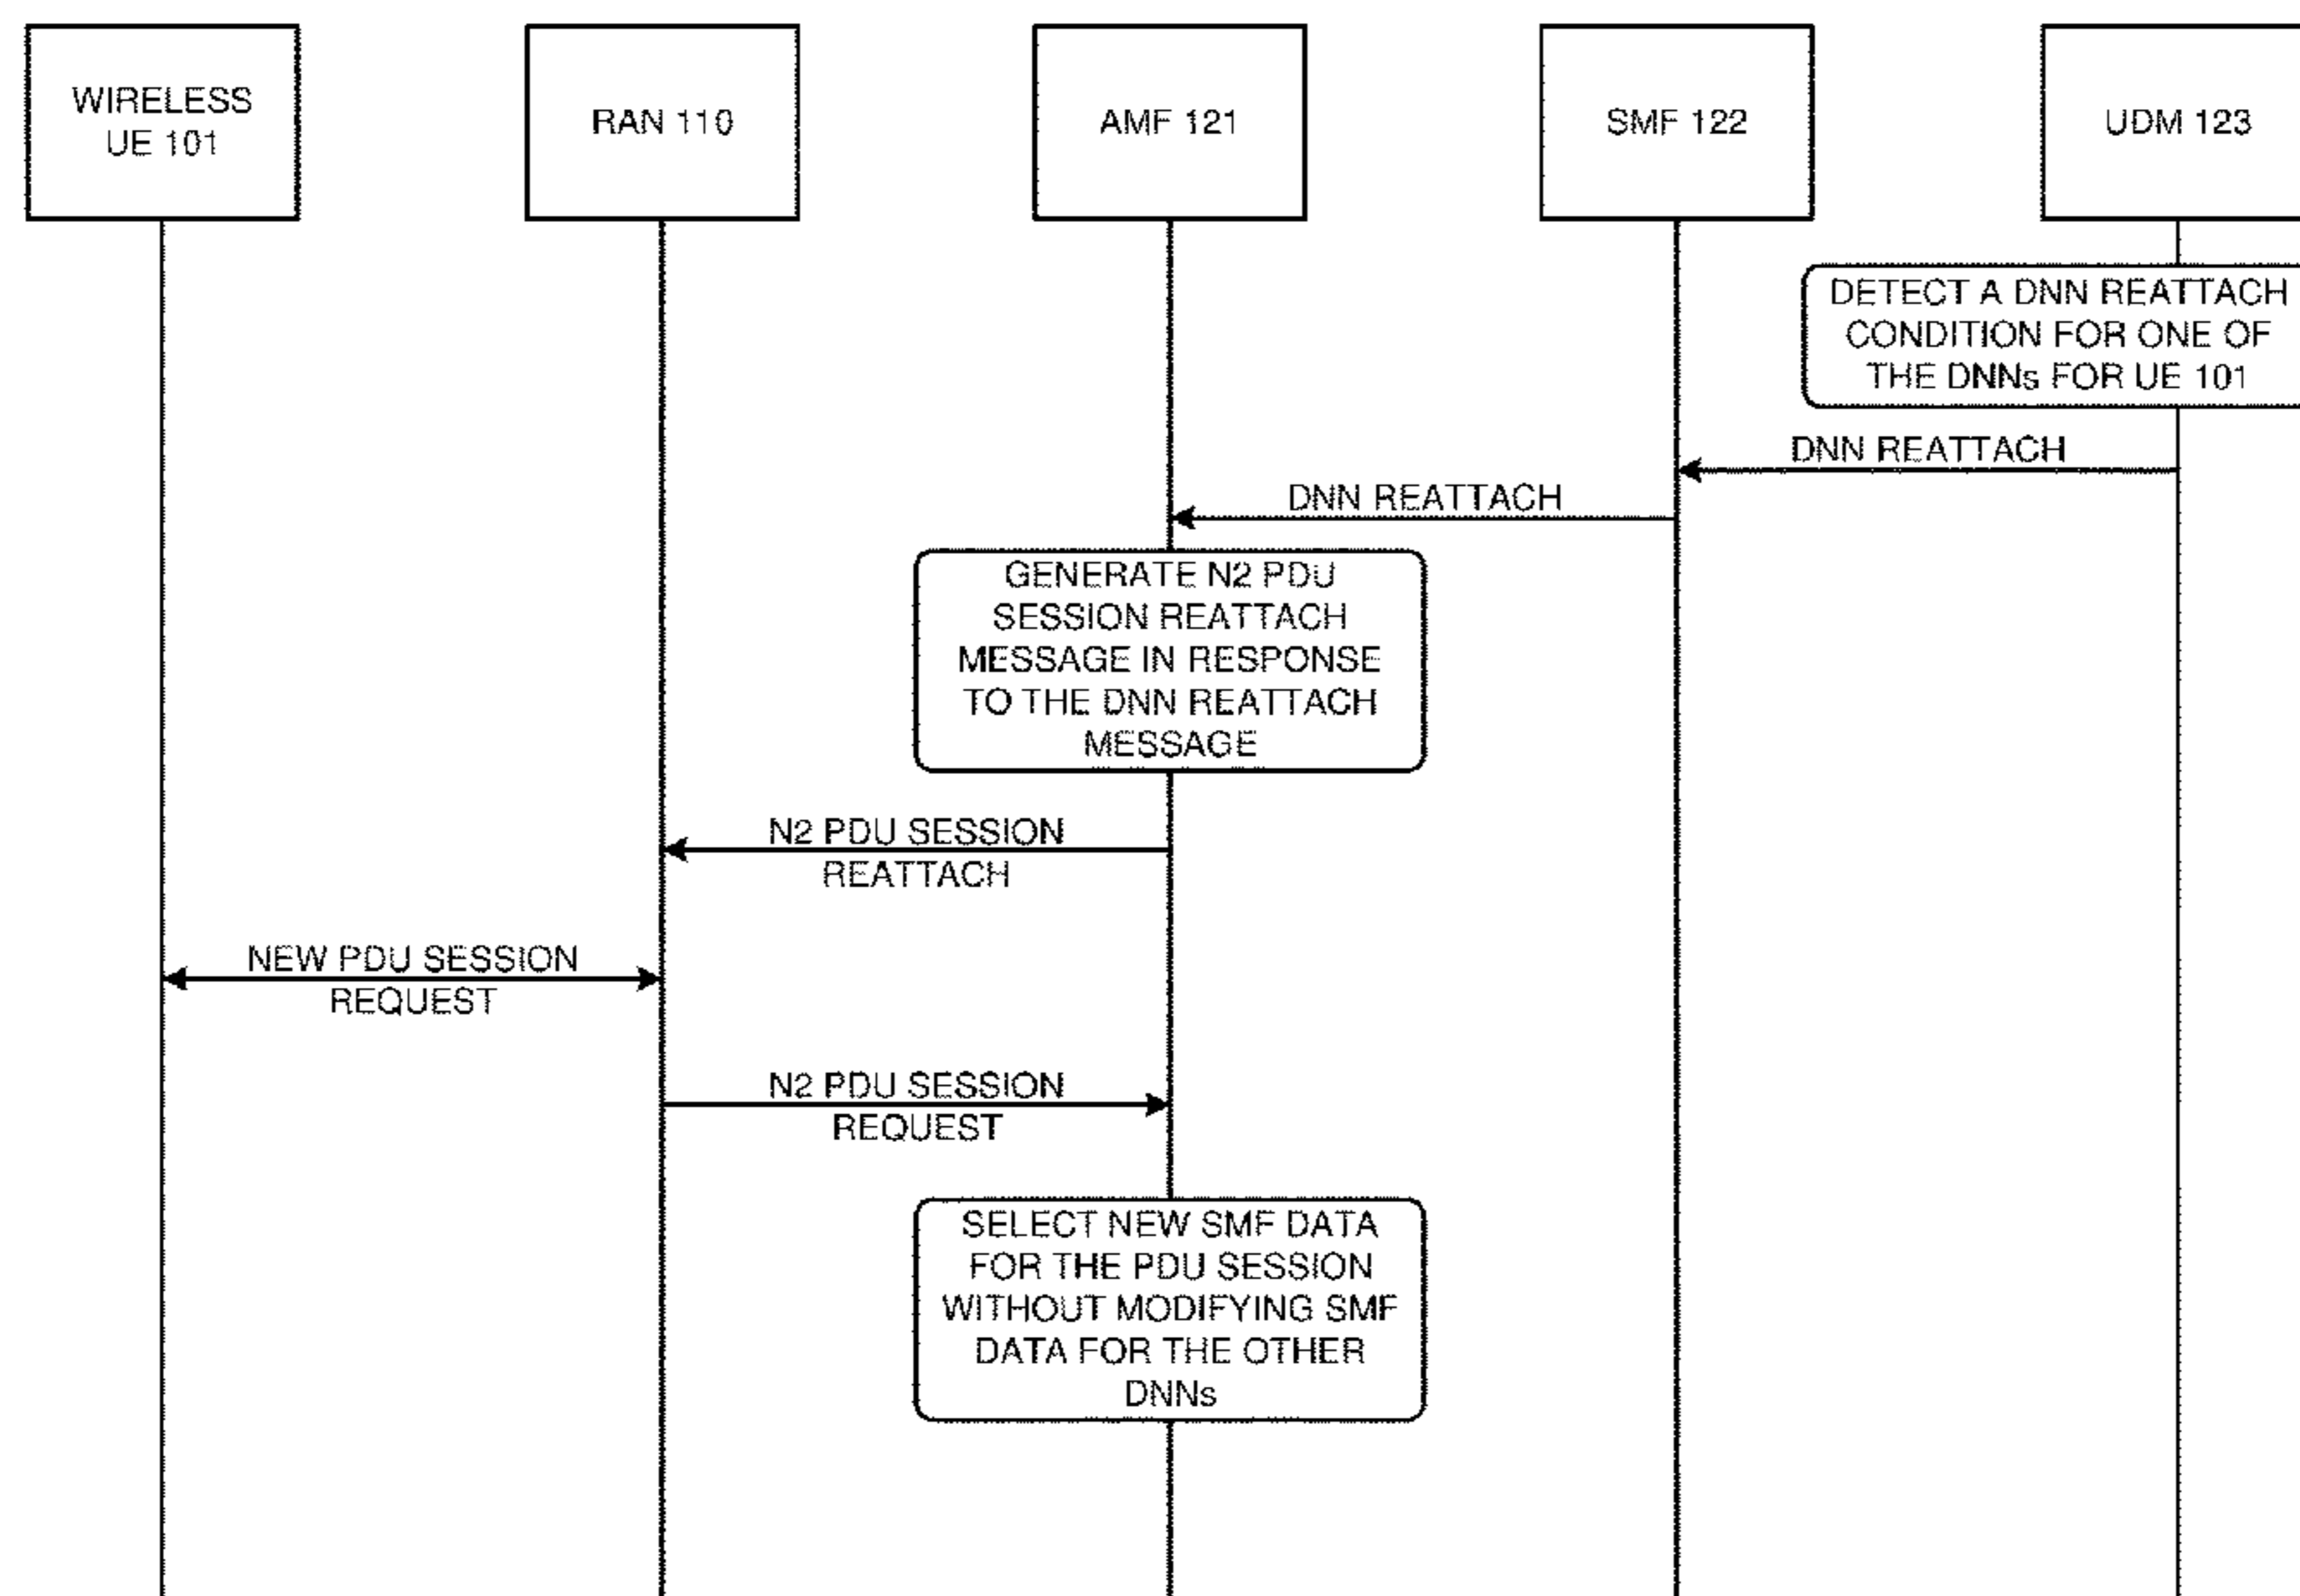 WIRELESS
UE 101
RAN 110
AMF 121
SMF 122
UDM 123
DETECT A DNN REATTACH
CONDITION FOR ONE OF
THE DNNs FOR UE 101
DNN REATTACH
DNN REATTACH
GENERATE N2 PDU
SESSION REATTACH
MESSAGE IN RESPONSE
TO THE DNN REATTACH
MESSAGE
N2 PDU SESSION
REATTACH
NEW PDU SESSION
REQUEST
N2 PDU SESSION
REQUEST
SELECT NEW SMF DATA
FOR THE PDU SESSION
WITHOUT MODIFYING SMF
DATA FOR THE OTHER
DNNs